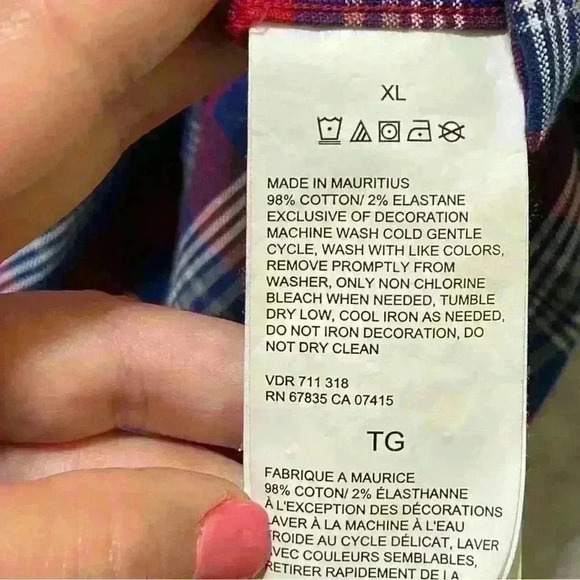 XL
MADE IN MAURITIUS
98% COTTON/ 2% ELASTANE
EXCLUSIVE OF DECORATION
MACHINE WASH COLD GENTLE
CYCLE, WASH WITH LIKE COLORS,
REMOVE PROMPTLY FROM
WASHER, ONLY NON CHLORINE
BLEACH WHEN NEEDED, TUMBLE
DRY LOW, COOL IRON AS NEEDED,
DO NOT IRON DECORATION, DO
NOT DRY CLEAN
VDR 711 318
RN 67835 CA 07415
TG
FABRIQUE A MAURICE
98% COTON/ 2% ÉLASTHANNE
À L'EXCEPTION DES DÉCORATIONS
LAVER À LA MACHINE À L'EAU
FROIDE AU CYCLE DÉLICAT, LAVER
AVEC COULEURS SEMBLABLES,
RETIRER RAPIDEMENT DE LA